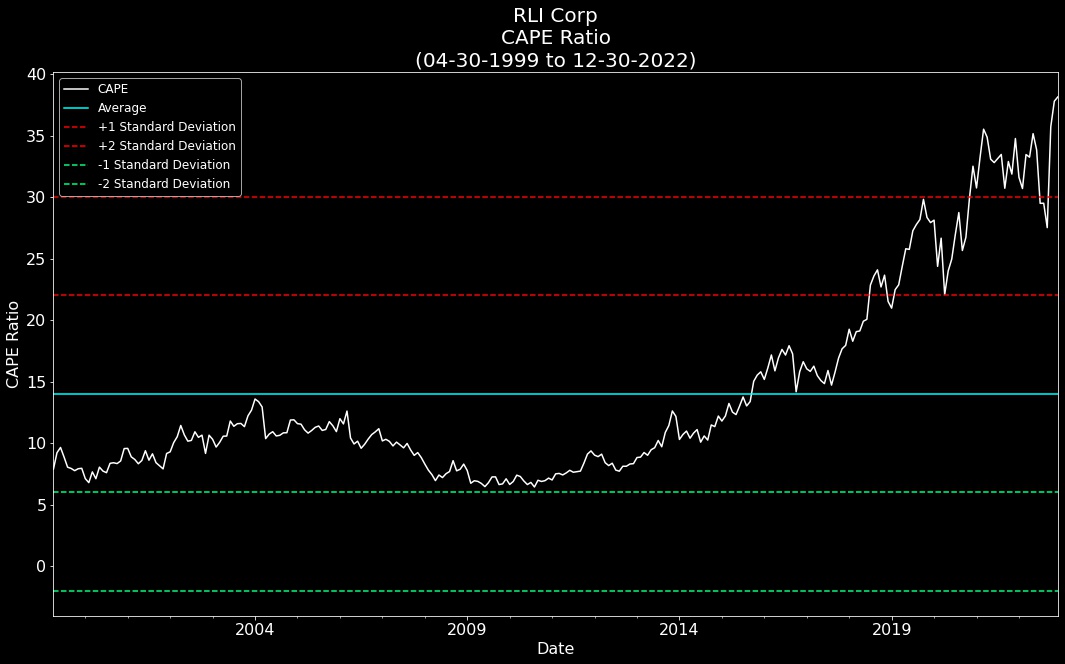 RLI Corp
CAPE Ratio
(04-30-1999 to 12-30-2022)
CAPE
Average
+1 Standard Deviation
+2 Standard Deviation
-1 Standard Deviation
-2 Standard Deviation
40
35
30
25
20
15
10
5
0
CAPE Ratio
2004
2009
2014
2019
Date